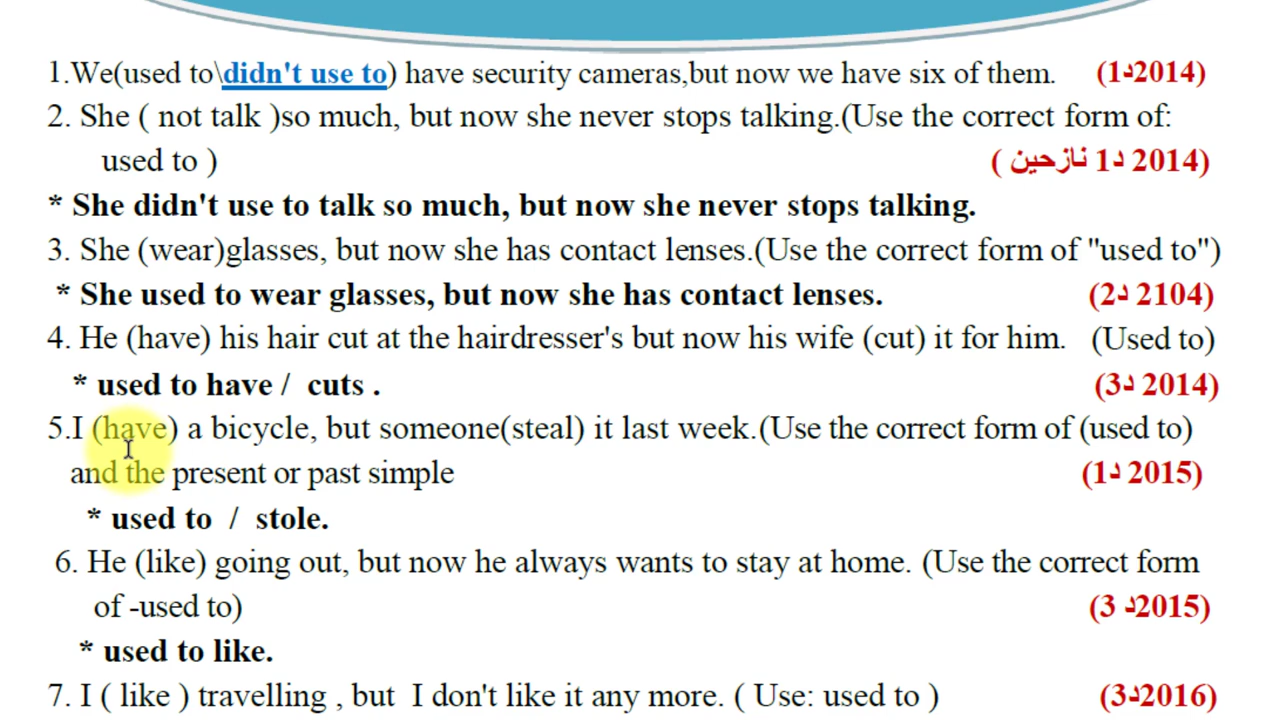 1.We(used to\didn't use to) have security cameras,but now we have six of them. (2014د1)
2. She ( not talk )so much, but now she never stops talking.(Use the correct form of:
used to ) (2014 د1 نازحين )
* She didn't use to talk so much, but now she never stops talking.
3. She (wear)glasses, but now she has contact lenses.(Use the correct form of "used to")
* She used to wear glasses, but now she has contact lenses. (2104 د2)
4. He (have) his hair cut at the hairdresser's but now his wife (cut) it for him. (Used to)
* used to have / cuts . (2014 د3)
5.I (have) a bicycle, but someone(steal) it last week.(Use the correct form of (used to)
and the present or past simple (2015 د1)
* used to / stole.
6. He (like) going out, but now he always wants to stay at home. (Use the correct form
of -used to) (2015د 3)
* used to like.
7. I ( like ) travelling , but I don't like it any more. ( Use: used to ) (2016د3)